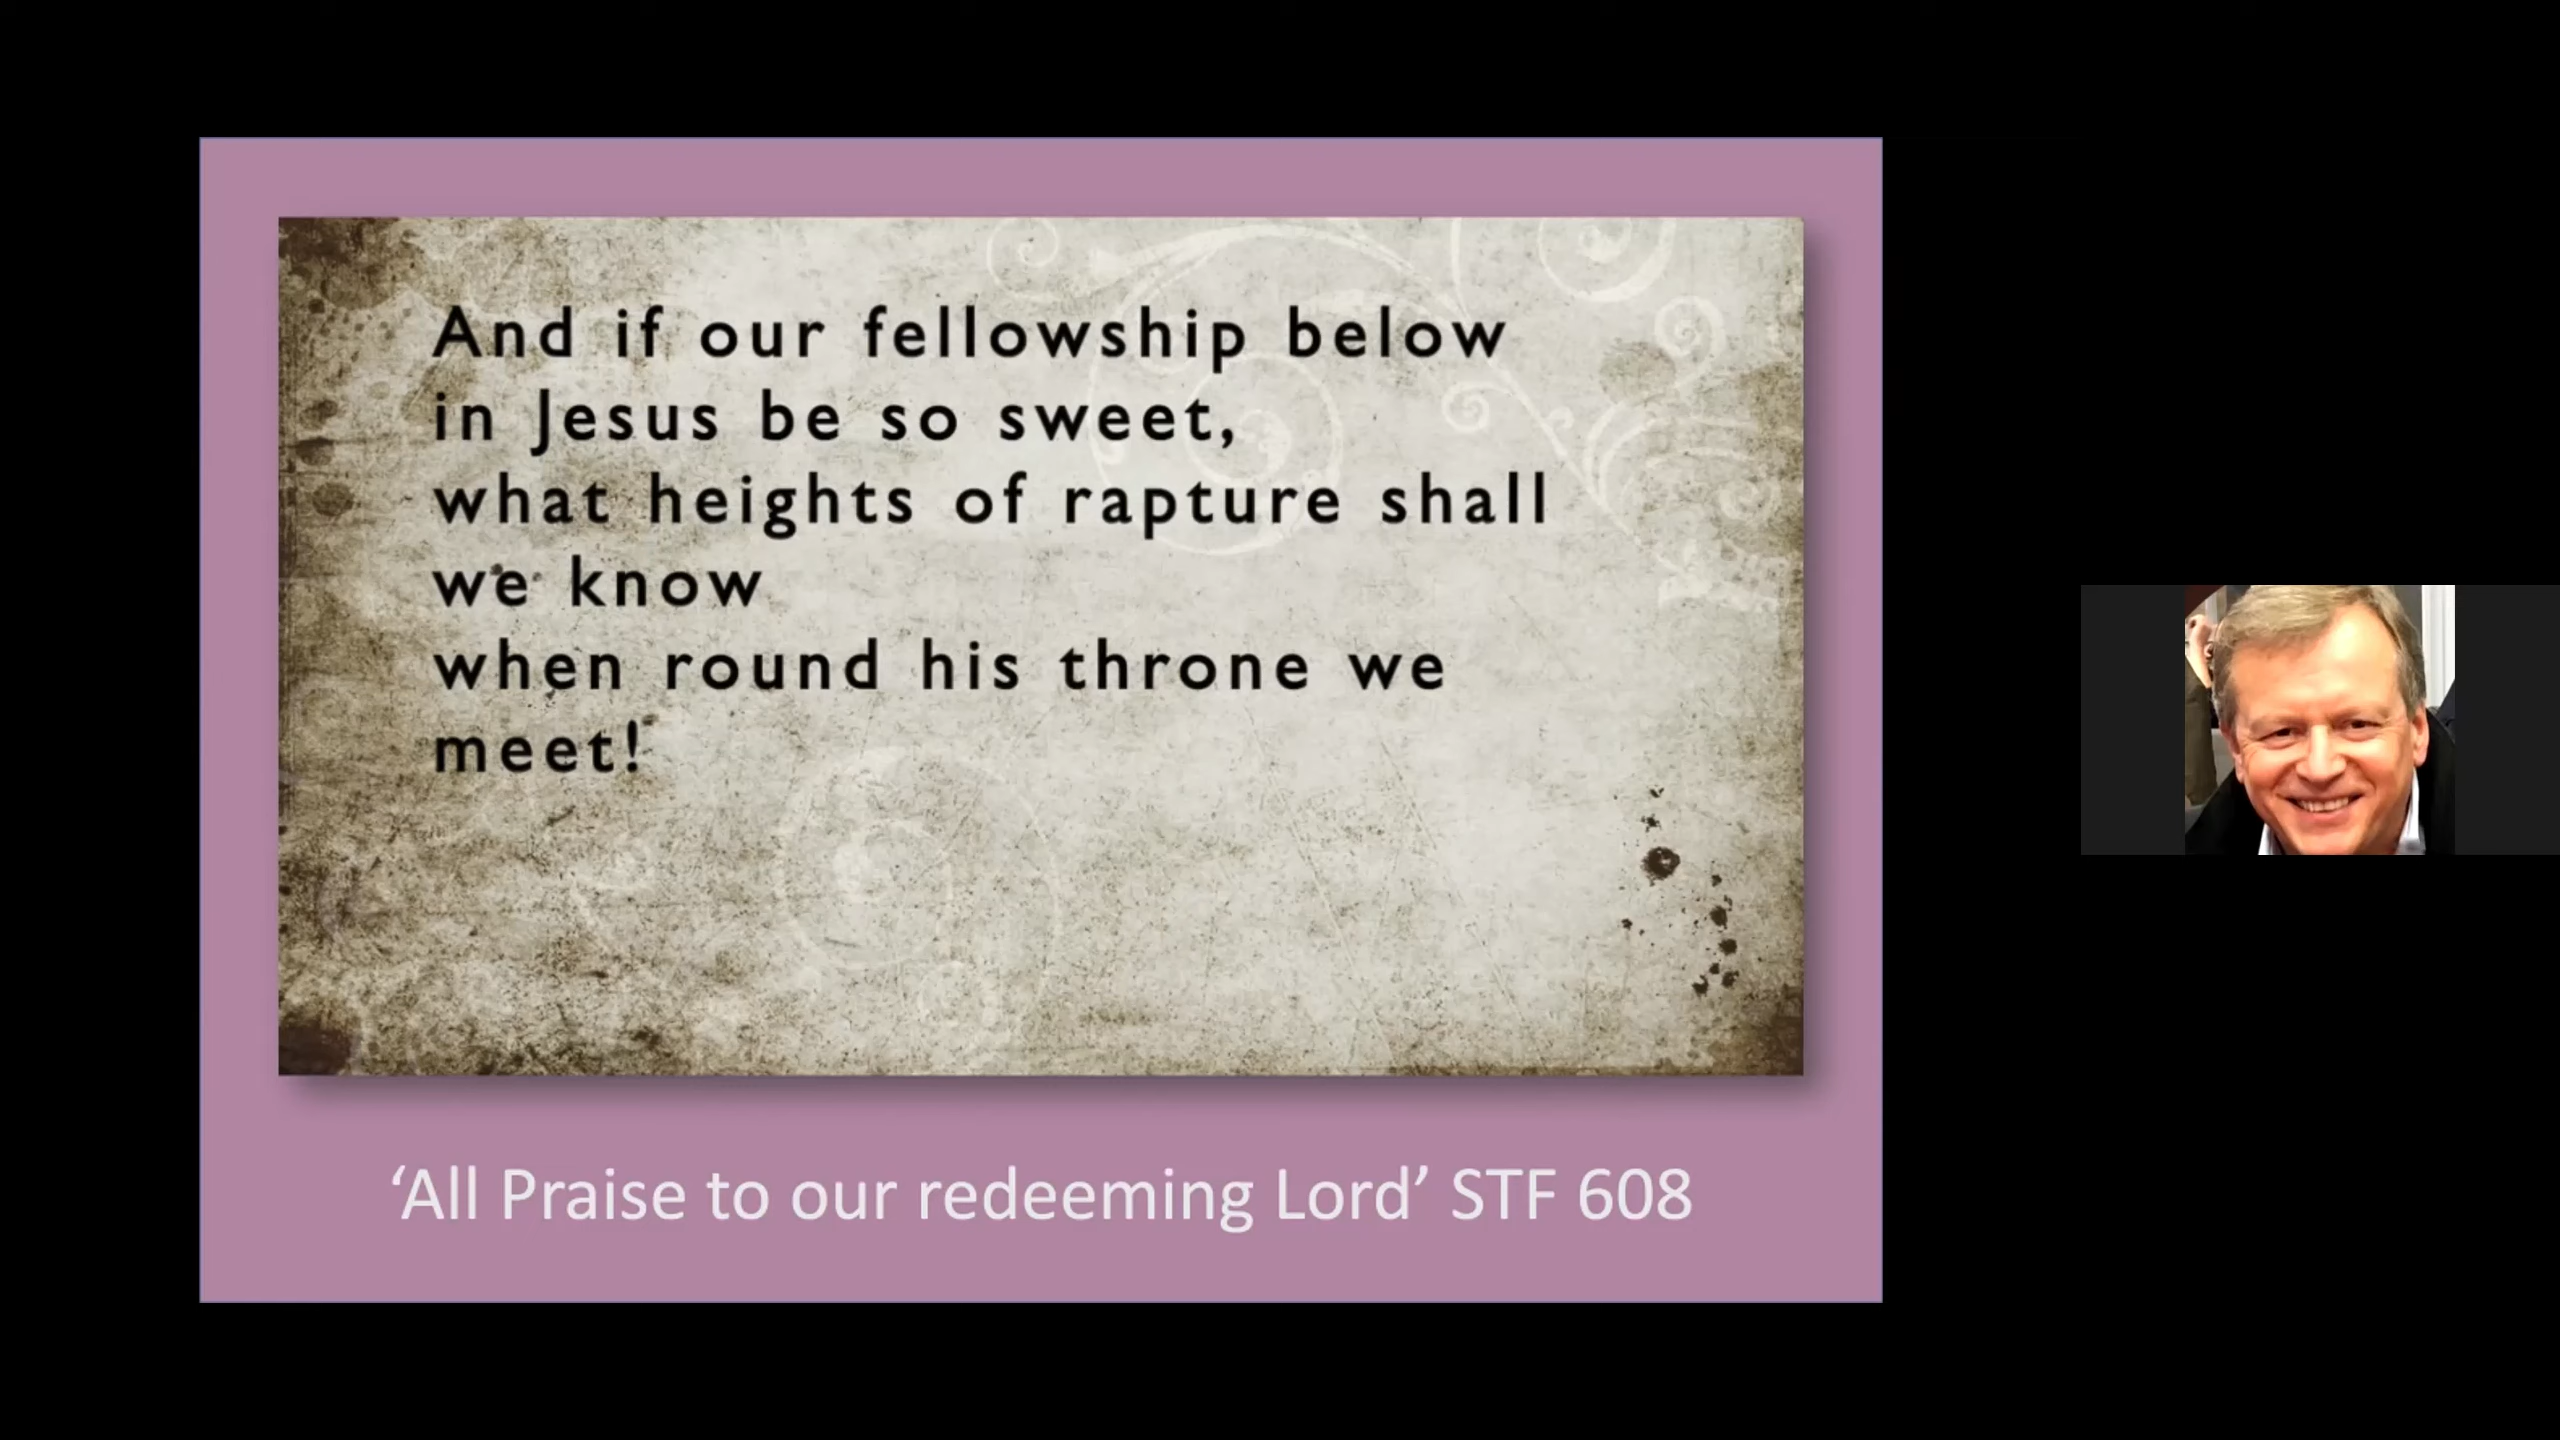 And if our fellowship below
in Jesus be so sweet,
what heights of rapture shall
we know
when round his throne we
meet!
‘All Praise to our redeeming Lord’ STF 608